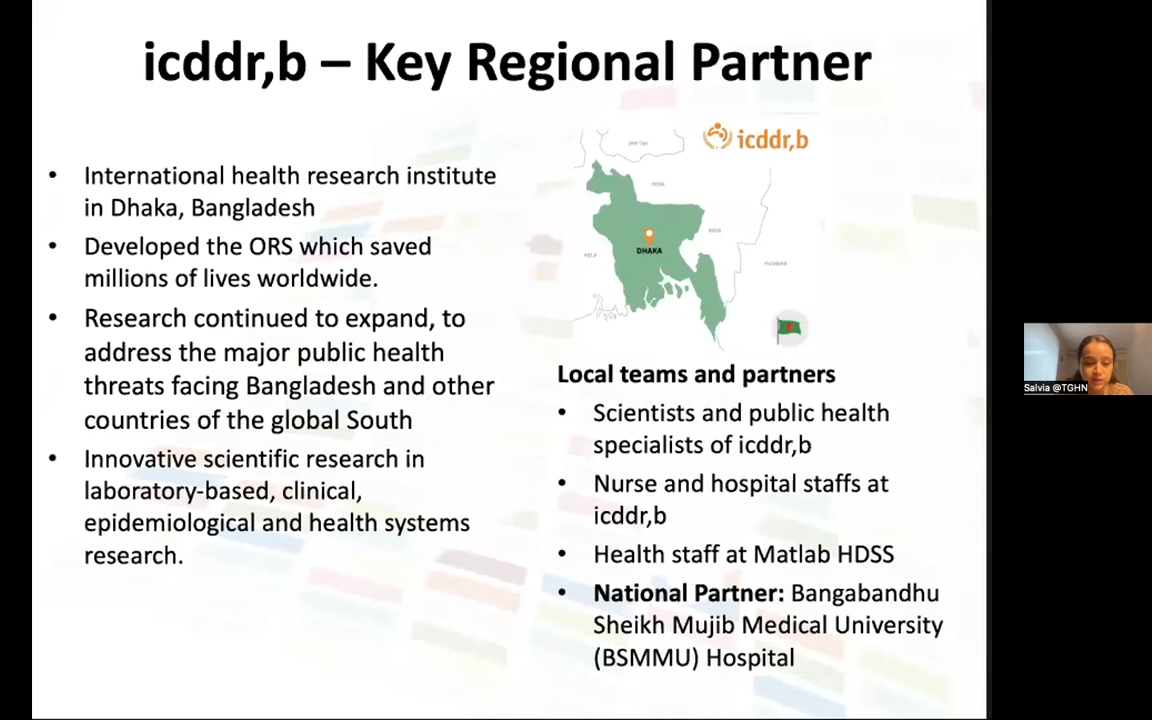 icddr,b – Key Regional Partner
• International health research institute
in Dhaka, Bangladesh
• Developed the ORS which saved
millions of lives worldwide.
• Research continued to expand, to
address the major public health
threats facing Bangladesh and other
countries of the global South
• Innovative scientific research in
laboratory-based, clinical,
epidemiological and health systems
research.
icddr,b
INDIA
DHAKA
Local teams and partners
• Scientists and public health
specialists of icddr,b
• Nurse and hospital staffs at
icddr,b
• Health staff at Matlab HDSS
• National Partner: Bangabandhu
Sheikh Mujib Medical University
(BSMMU) Hospital
Salvia @TGHN